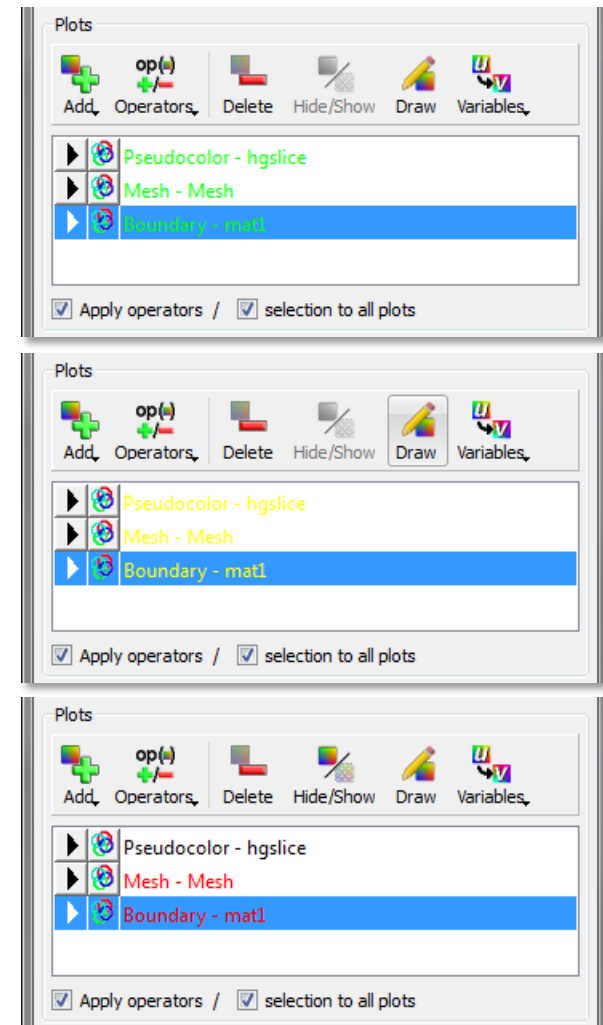 Plots
op(=)
+/-
Add Operators Delete Hide/Show Draw Variables
Pseudocolor - hgslice
Mesh - Mesh
Boundary - mat1
Apply operators / selection to all plots
Plots
op(=)
+/-
Add Operators Delete Hide/Show Draw Variables
Pseudocolor - hgslice
Mesh - Mesh
Boundary - mat1
Apply operators / selection to all plots
Plots
op(=)
+/-
Add Operators Delete Hide/Show Draw Variables
Pseudocolor - hgslice
Mesh - Mesh
Boundary - mat1
Apply operators / selection to all plots